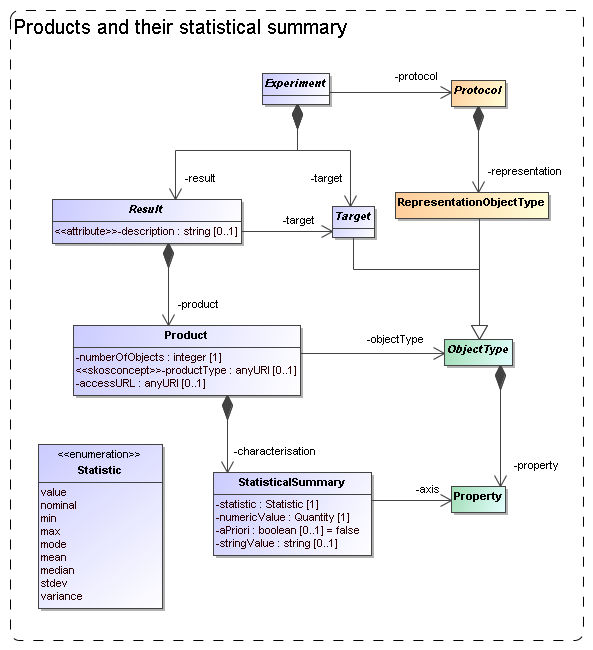 Products and their statistical summary
Experiment
-protocol
Protocol
-result
-target
-representation
Result
<<attribute>>-description : string [0..1]
-target
Target
RepresentationObjectType
-product
Product
-numberOfObjects : integer [1]
<<skosconcept>>-productType : anyURI [0..1]
-accessURL : anyURI [0..1]
-objectType
ObjectType
-characterisation
-property
<<enumeration>>
Statistic
value
nominal
min
max
mode
mean
median
stdev
variance
StatisticalSummary
-statistic : Statistic [1]
-numericValue : Quantity [1]
-aPriori : boolean [0..1] = false
-stringValue : string [0..1]
-axis
Property